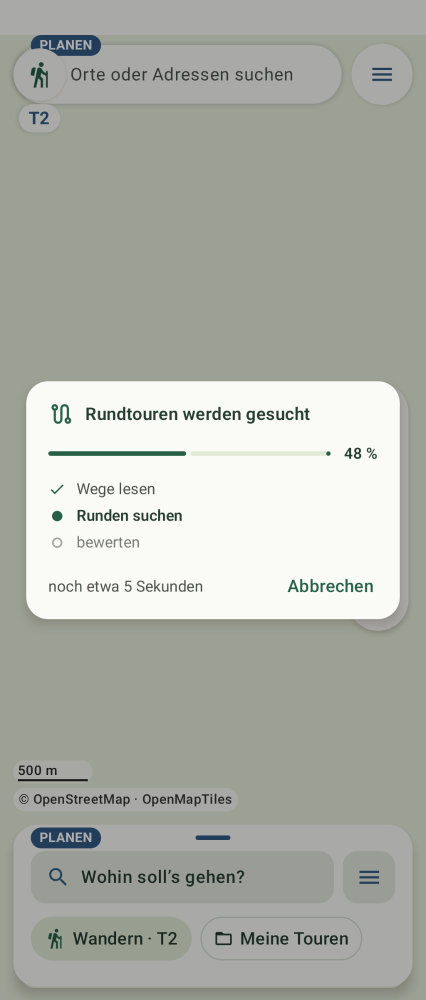 PLANEN
Orte oder Adressen suchen
T2
Rundtouren werden gesucht
48 %
Wege lesen
Runden suchen
bewerten
noch etwa 5 Sekunden
Abbrechen
500 m
© OpenStreetMap · OpenMapTiles
PLANEN
Wohin soll’s gehen?
Wandern · T2
Meine Touren